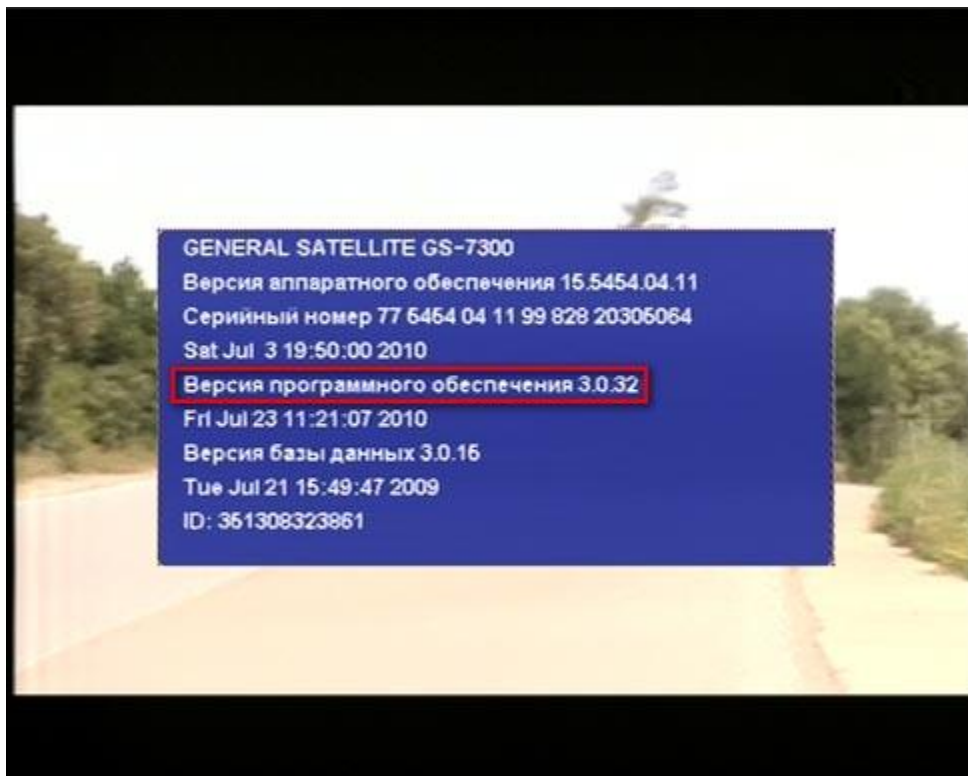 GENERAL SATELLITE GS-7300
Версия аппаратного обеспечения 15.5454.04.11
Серийный номер 77 5454 04 11 99 828 20305064
Sat Jul 3 19:50:00 2010
Версия программного обеспечения 3.0.32
Fri Jul 23 11:21:07 2010
Версия базы данных 3.0.16
Tue Jul 21 15:49:47 2009
ID: 351308323861